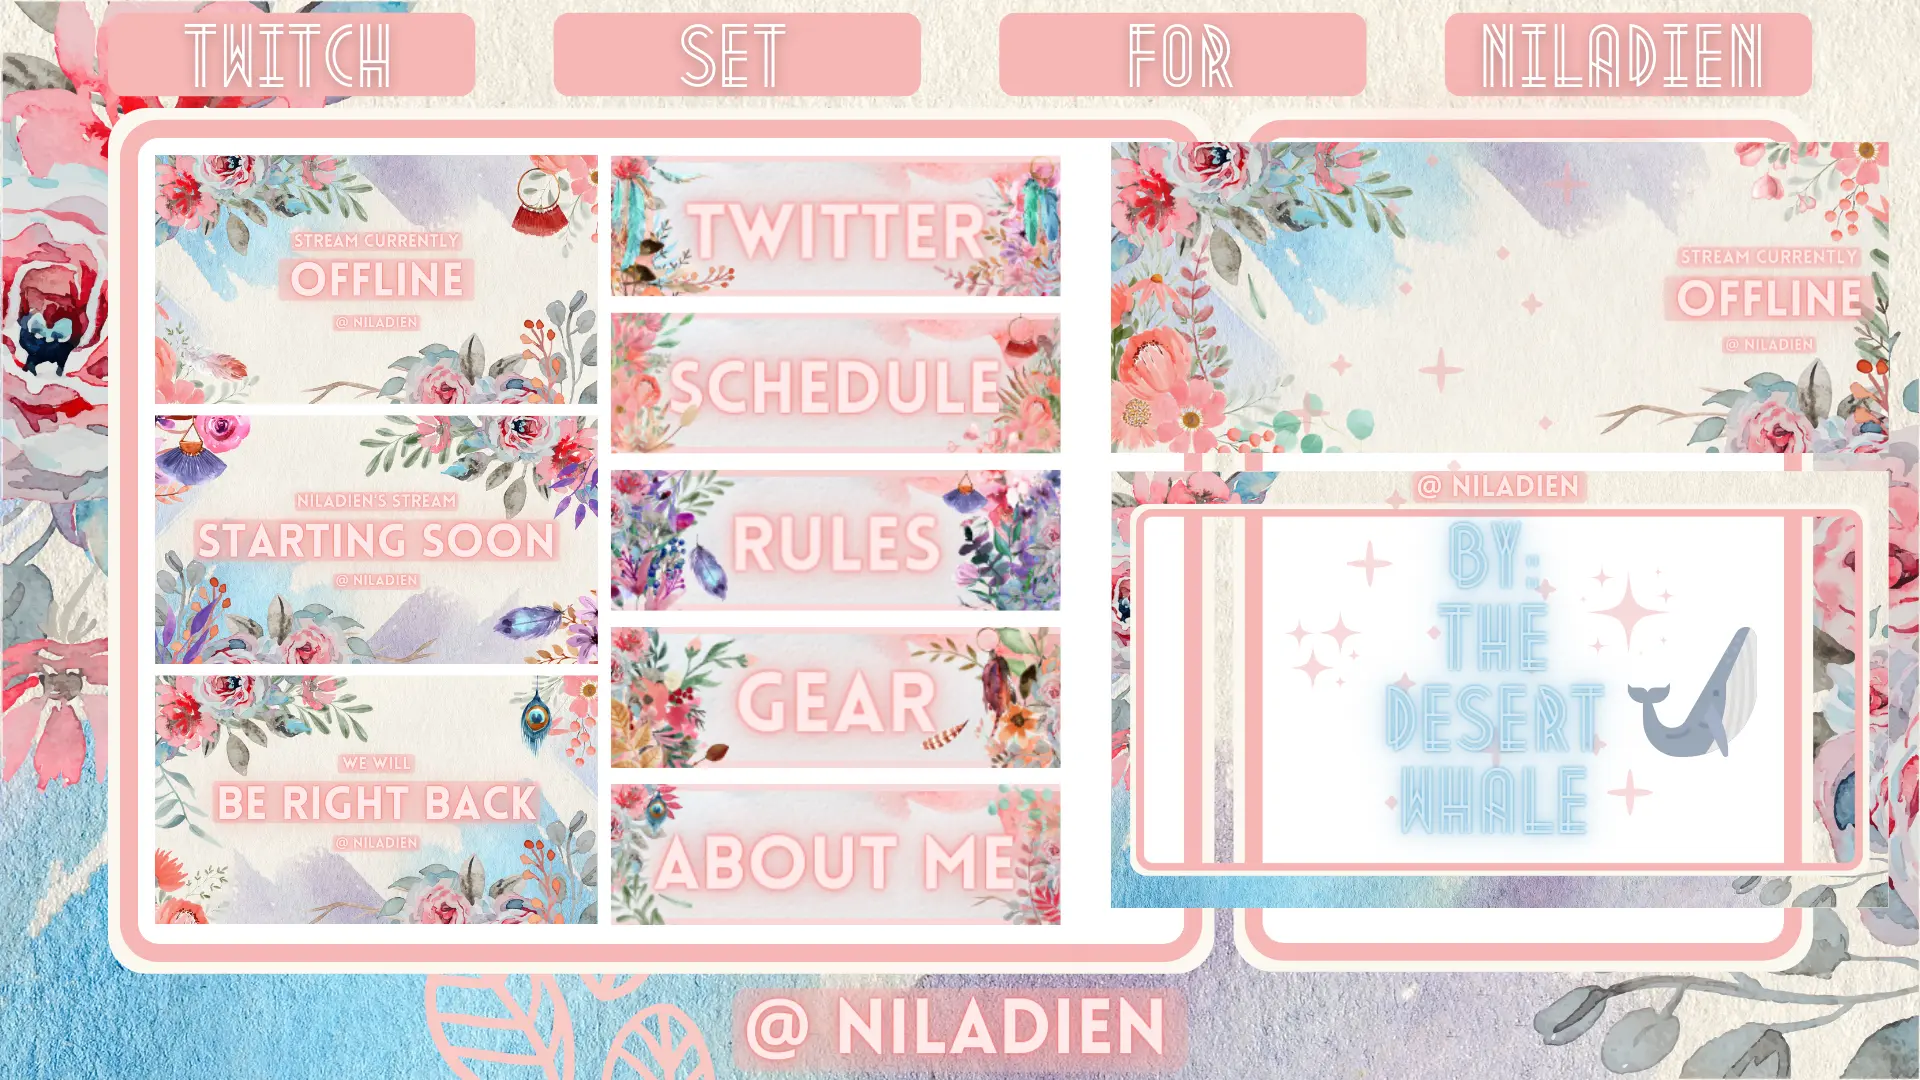 TWITCH SET FOR NILADIEN
STREAM CURRENTLY
OFFLINE
@ NILADIEN
NILADIEN'S STREAM
STARTING SOON
@ NILADIEN
WE WILL
BE RIGHT BACK
@ NILADIEN
TWITTER
SCHEDULE
RULES
GEAR
ABOUT ME
STREAM CURRENTLY
OFFLINE
@ NILADIEN
@ NILADIEN
BY:
THE
DESERT
WHALE
@ NILADIEN